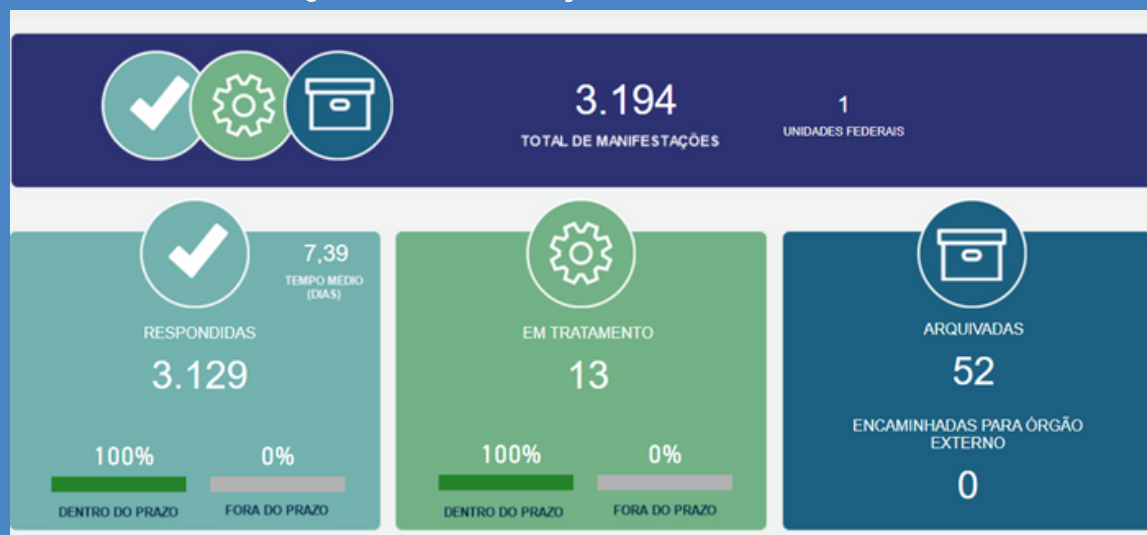 3.194
TOTAL DE MANIFESTAÇÕES
1
UNIDADES FEDERAIS
7,39
TEMPO MÉDIO
(DIAS)
RESPONDIDAS
3.129
100%
0%
DENTRO DO PRAZO
FORA DO PRAZO
EM TRATAMENTO
13
100%
0%
DENTRO DO PRAZO
FORA DO PRAZO
ARQUIVADAS
52
ENCAMINHADAS PARA ÓRGÃO
EXTERNO
0